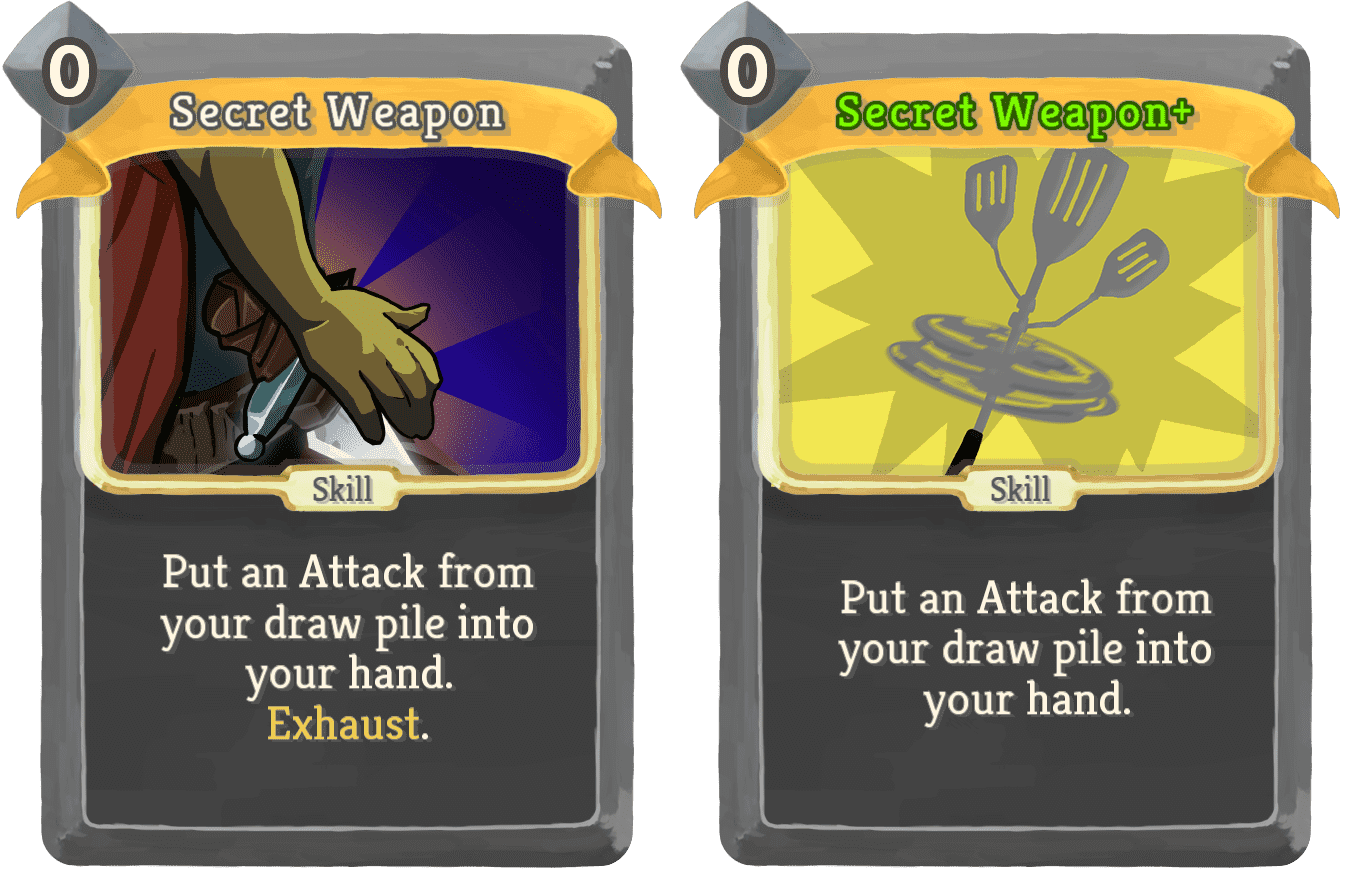 0
Secret Weapon
Skill
Put an Attack from
your draw pile into
your hand.
Exhaust.
0
Secret Weapon+
Skill
Put an Attack from
your draw pile into
your hand.